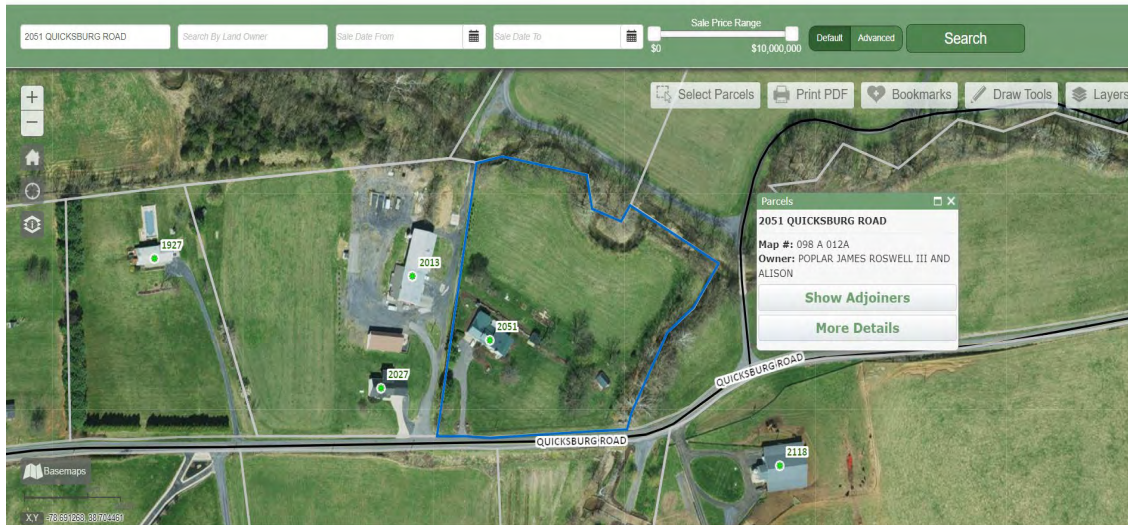 Sale Price Range
2051 QUICKSBURG ROAD
Search By Land Owner
Sale Date From
Sale Date To
$0
$10,000,000
Default
Advanced
Search
+
−
Select Parcels
Print PDF
Bookmarks
Draw Tools
Layers
Parcels
2051 QUICKSBURG ROAD
Map #: 098 A 012A
Owner: POPLAR JAMES ROSWELL III AND
ALISON
Show Adjoiners
More Details
1927
2013
2051
2027
QUICKSBURG ROAD
QUICKSBURG ROAD
2118
Basemaps
X,Y